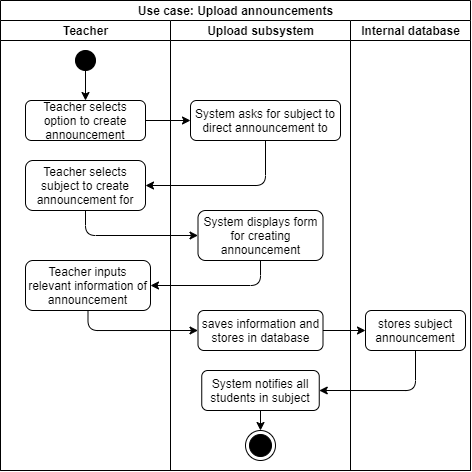 Use case: Upload announcements
Teacher
Upload subsystem
Internal database
Teacher selects
option to create
announcement
System asks for subject to
direct announcement to
Teacher selects
subject to create
announcement for
System displays form
for creating
announcement
Teacher inputs
relevant information of
announcement
saves information and
stores in database
stores subject
announcement
System notifies all
students in subject